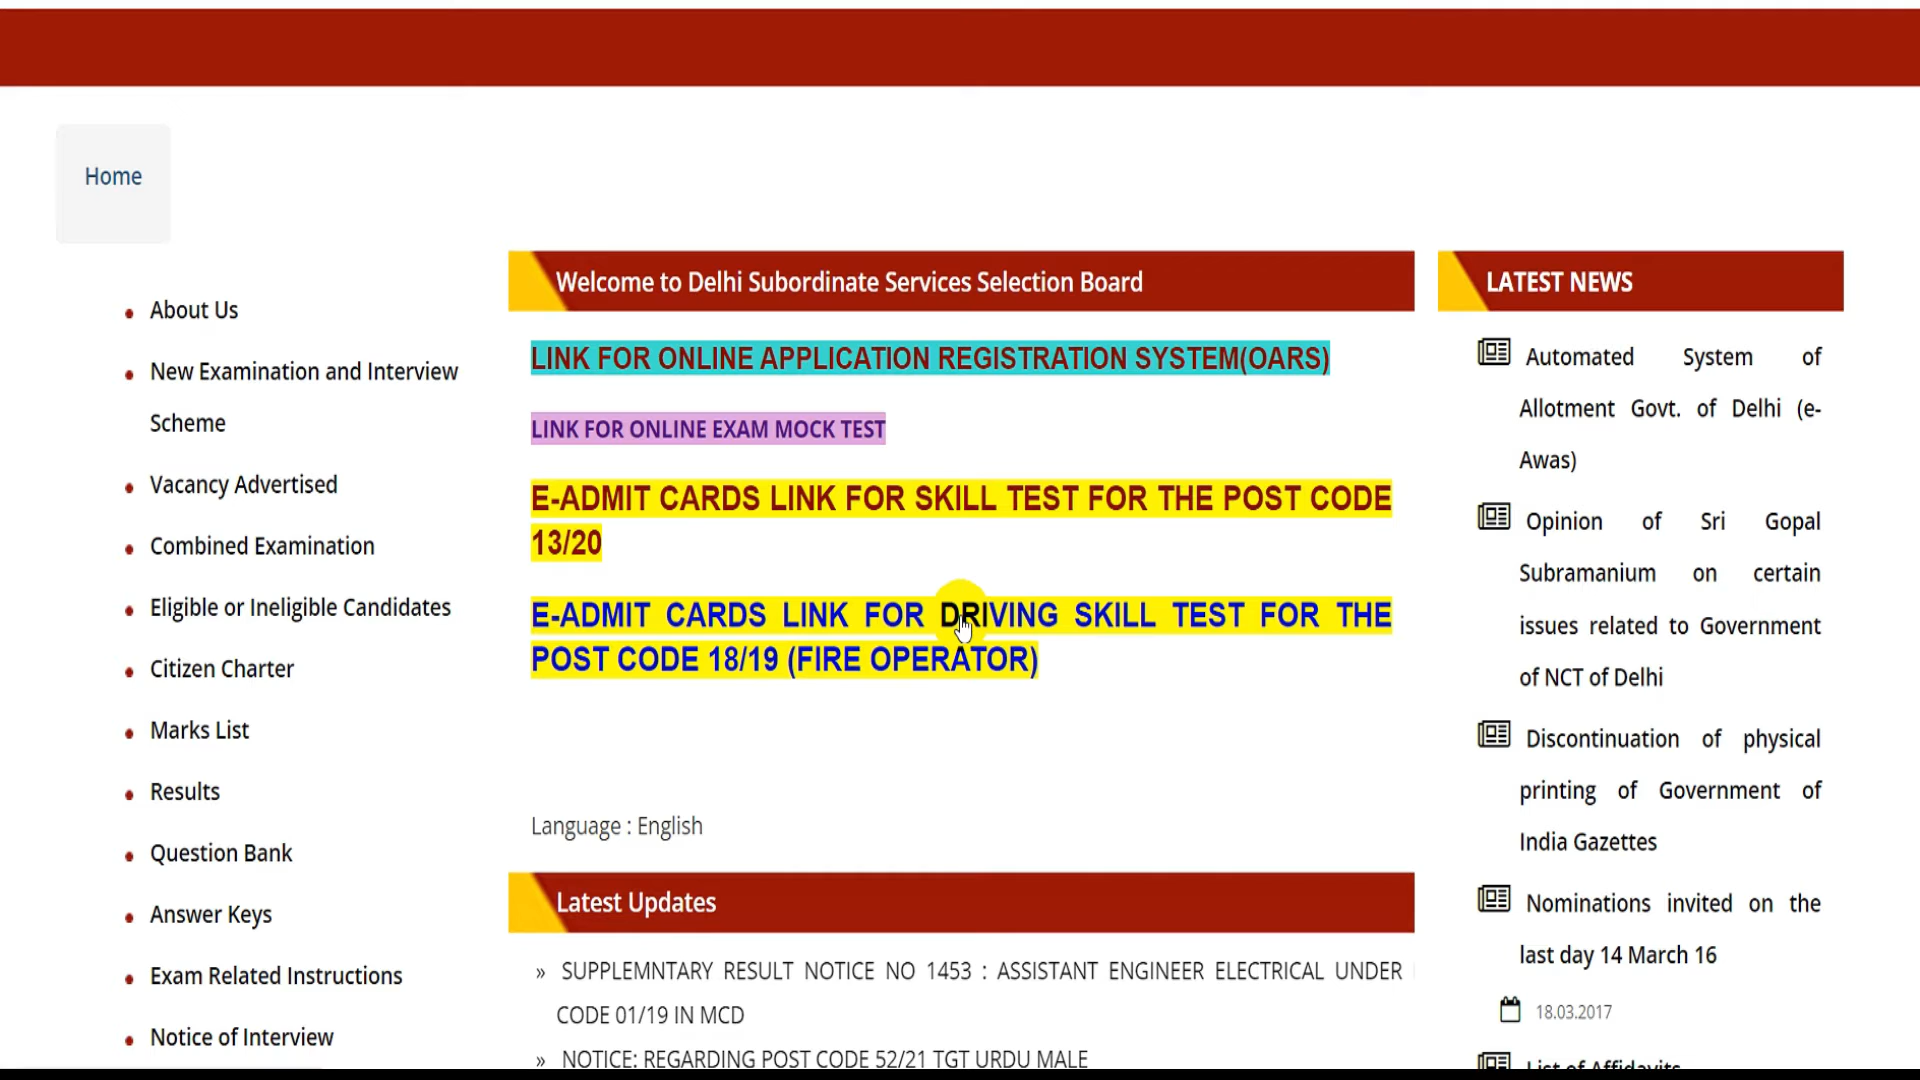 Home
About Us
New Examination and Interview
Scheme
Vacancy Advertised
Combined Examination
Eligible or Ineligible Candidates
Citizen Charter
Marks List
Results
Question Bank
Answer Keys
Exam Related Instructions
Notice of Interview
Welcome to Delhi Subordinate Services Selection Board
LINK FOR ONLINE APPLICATION REGISTRATION SYSTEM(OARS)
LINK FOR ONLINE EXAM MOCK TEST
E-ADMIT CARDS LINK FOR SKILL TEST FOR THE POST CODE
13/20
E-ADMIT CARDS LINK FOR DRIVING SKILL TEST FOR THE
POST CODE 18/19 (FIRE OPERATOR)
Language : English
Latest Updates
» SUPPLEMNTARY RESULT NOTICE NO 1453 : ASSISTANT ENGINEER ELECTRICAL UNDER
CODE 01/19 IN MCD
» NOTICE: REGARDING POST CODE 52/21 TGT URDU MALE
LATEST NEWS
Automated System of
Allotment Govt. of Delhi (e-
Awas)
Opinion of Sri Gopal
Subramanium on certain
issues related to Government
of NCT of Delhi
Discontinuation of physical
printing of Government of
India Gazettes
Nominations invited on the
last day 14 March 16
18.03.2017
List of Affidavits